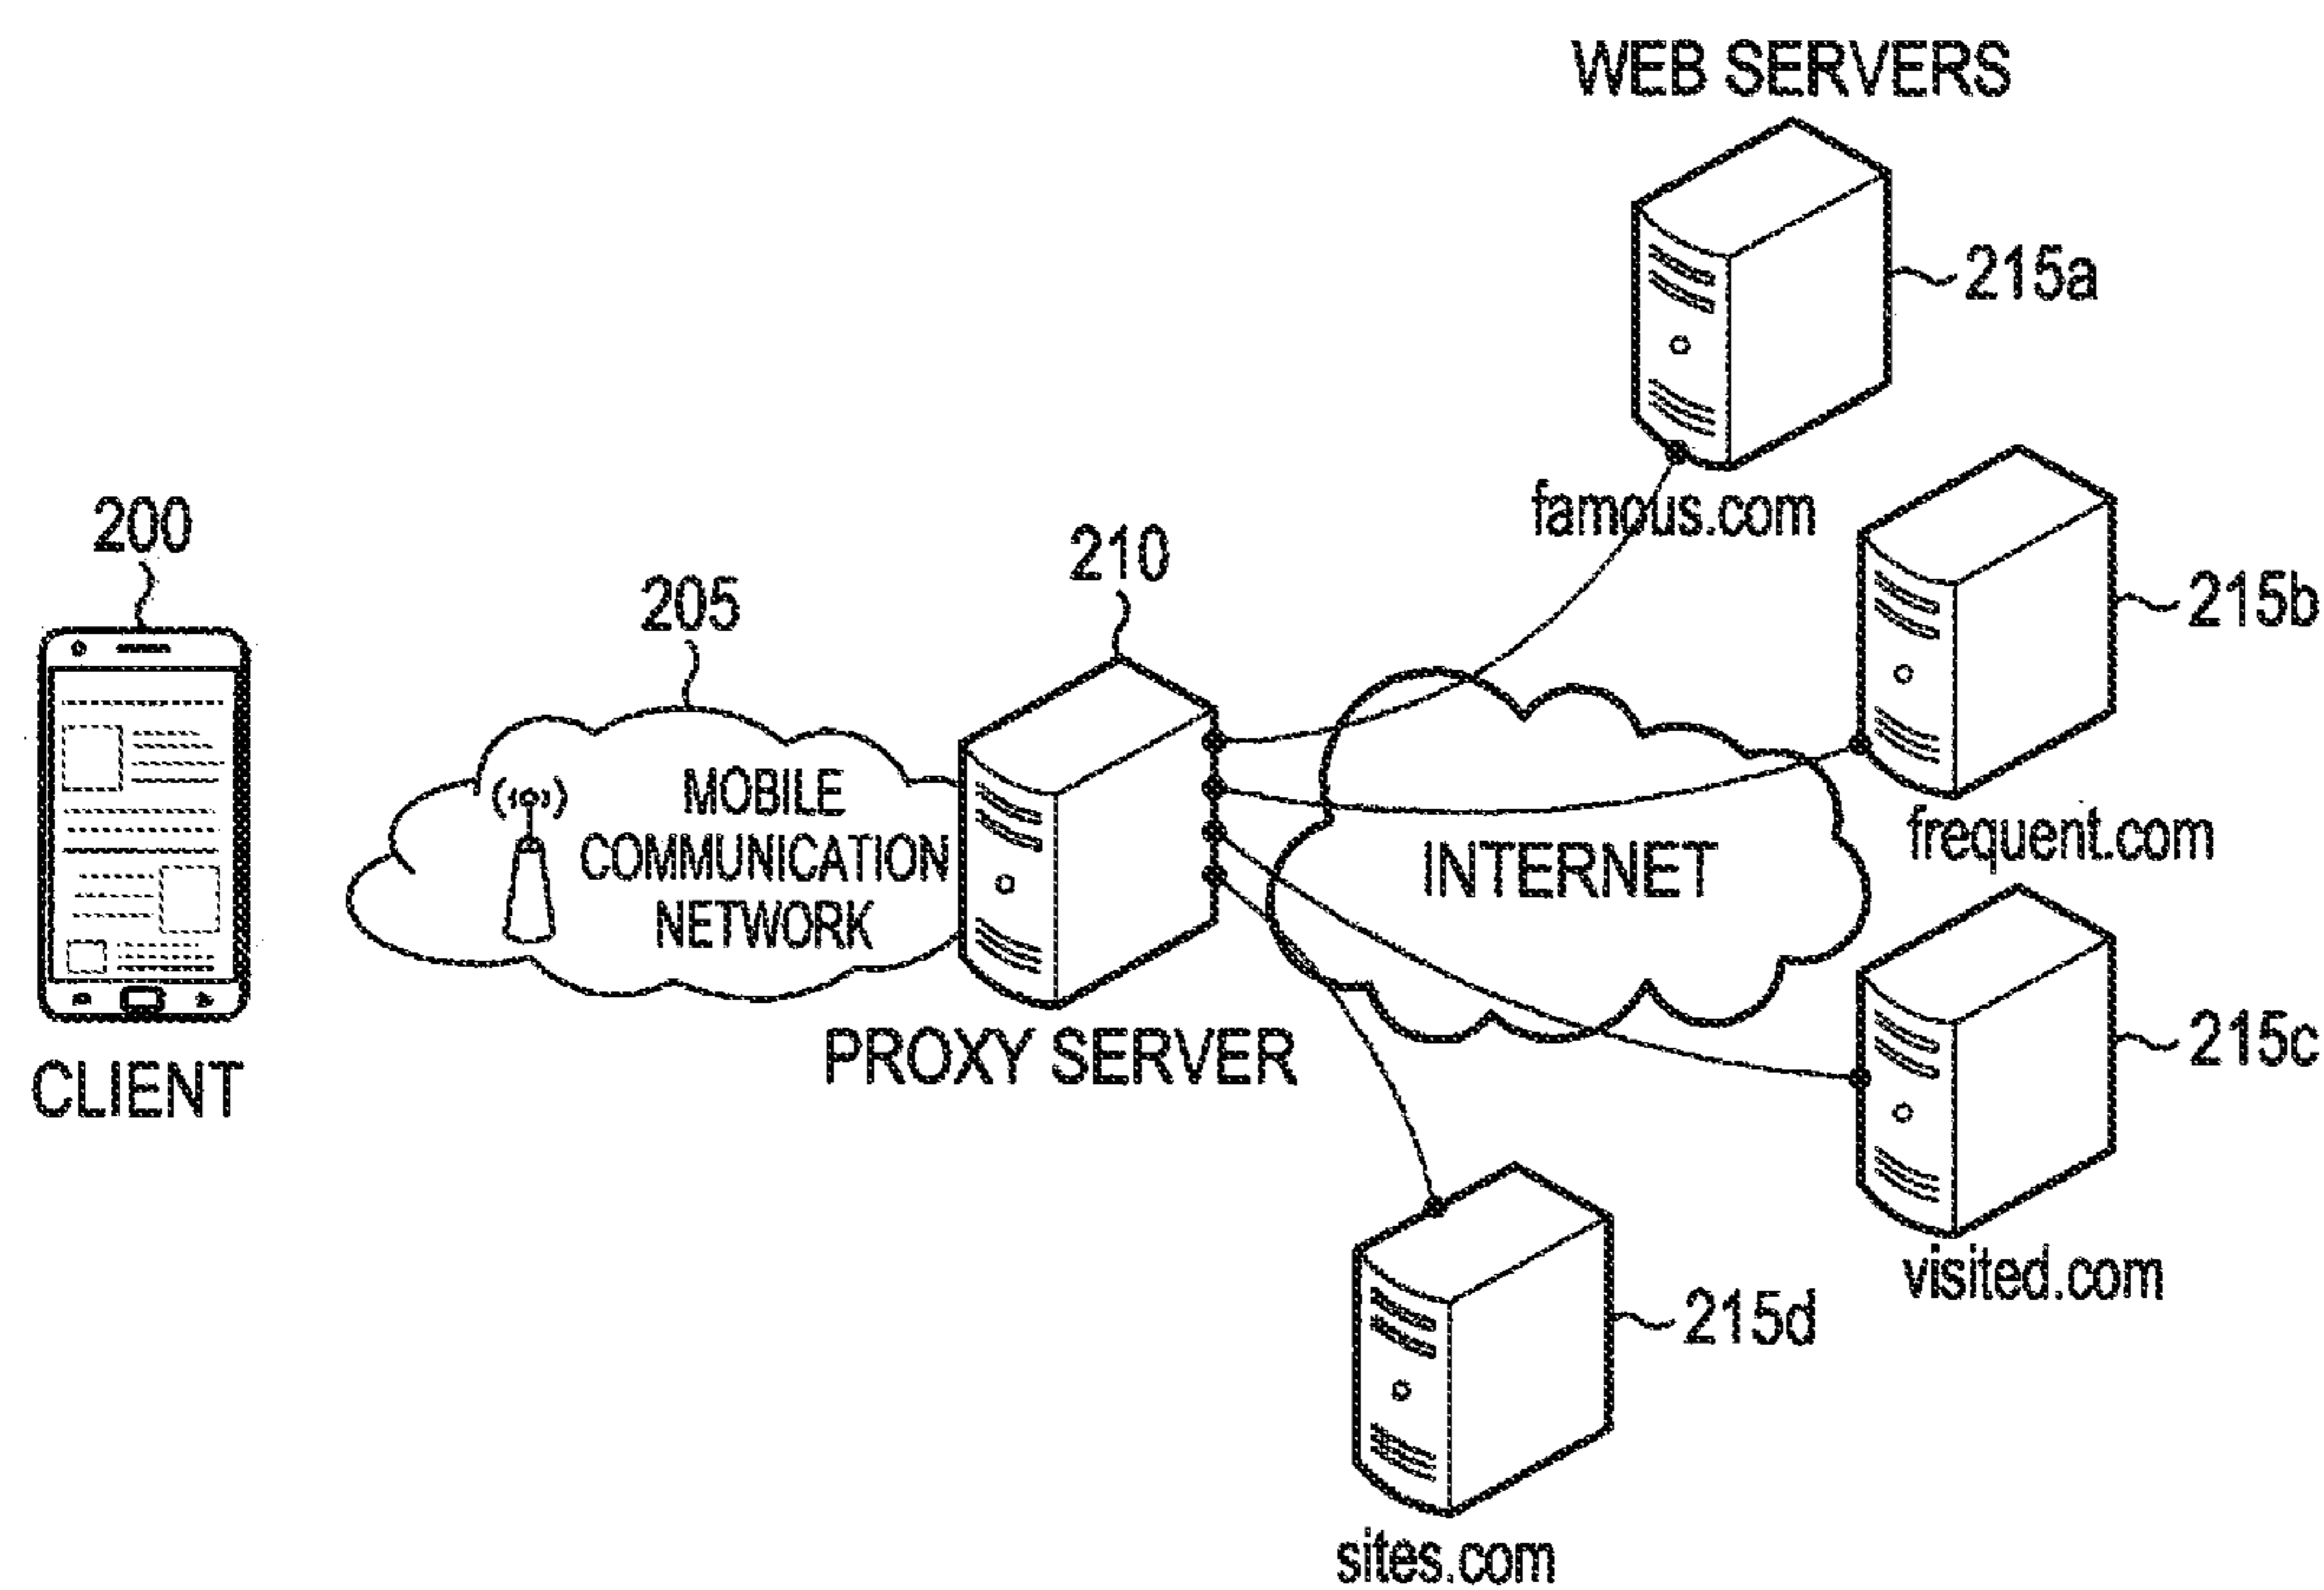 WEB SERVERS
215a
famous.com
200
205
210
215b
frequent.com
MOBILE
COMMUNICATION
NETWORK
INTERNET
PROXY SERVER
CLIENT
215c
visited.com
215d
sites.com